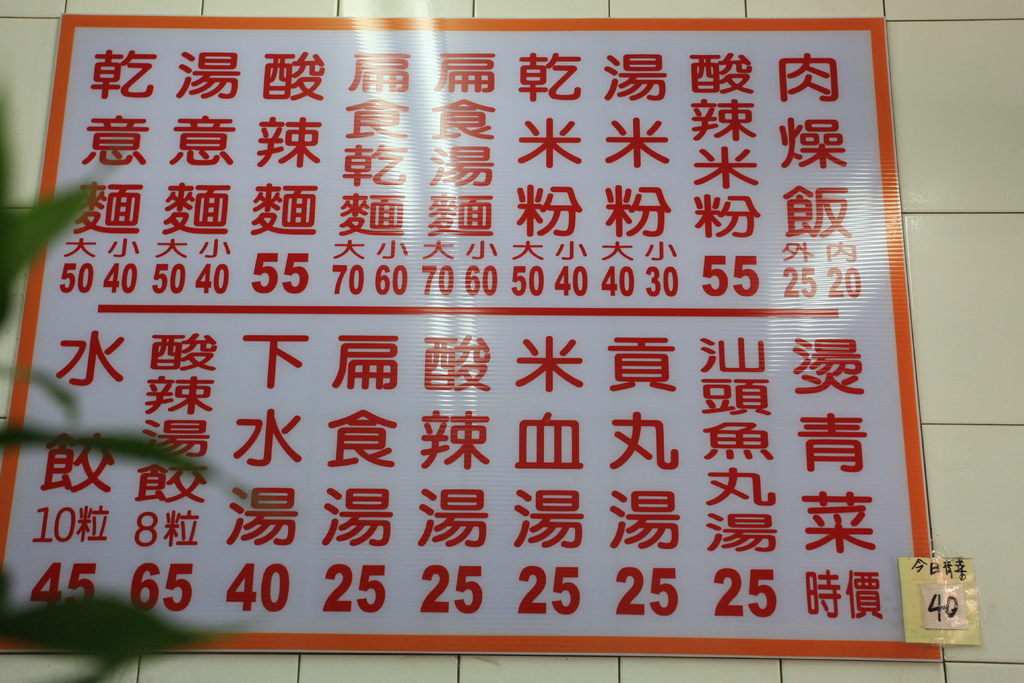 肉燥飯 外25 肉20
酸辣米粉 55
湯米粉 大40 小30
乾米粉 大50 小40
扁食湯麵 大70 小60
扁食乾麵 大70 小60
酸辣麵 55
湯意麵 大50 小40
乾意麵 大50 小40
燙青菜 時價
汕頭魚丸湯 25
貢丸湯 25
米血湯 25
酸辣湯 25
扁食湯 25
下水湯 40
酸辣湯餃 8粒 65
水餃 10粒 45
今日青菜
40